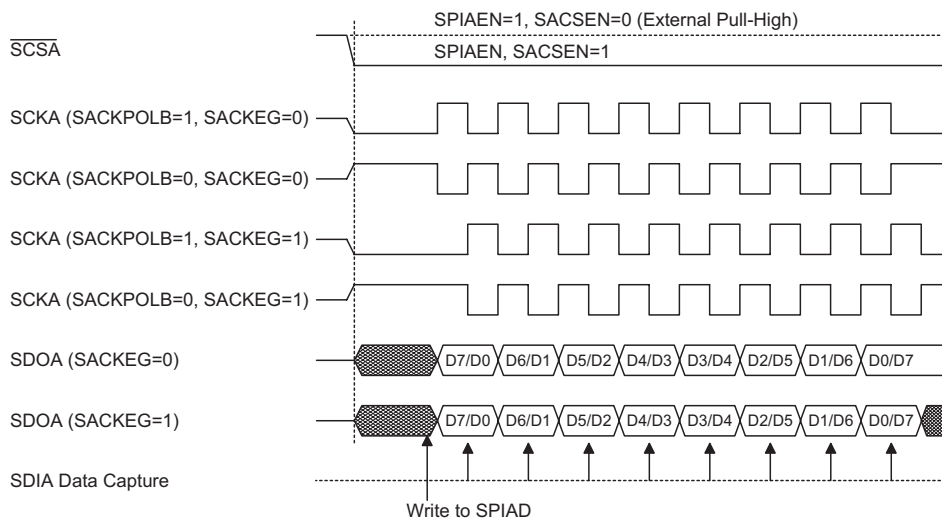 SPIAEN=1, SACSEN=0 (External Pull-High)
SCSA
SPIAEN, SACSEN=1
SCKA (SACKPOLB=1, SACKEG=0)
SCKA (SACKPOLB=0, SACKEG=0)
SCKA (SACKPOLB=1, SACKEG=1)
SCKA (SACKPOLB=0, SACKEG=1)
SDOA (SACKEG=0) D7/D0 D6/D1 D5/D2 D4/D3 D3/D4 D2/D5 D1/D6 D0/D7
SDOA (SACKEG=1) D7/D0 D6/D1 D5/D2 D4/D3 D3/D4 D2/D5 D1/D6 D0/D7
SDIA Data Capture
Write to SPIAD